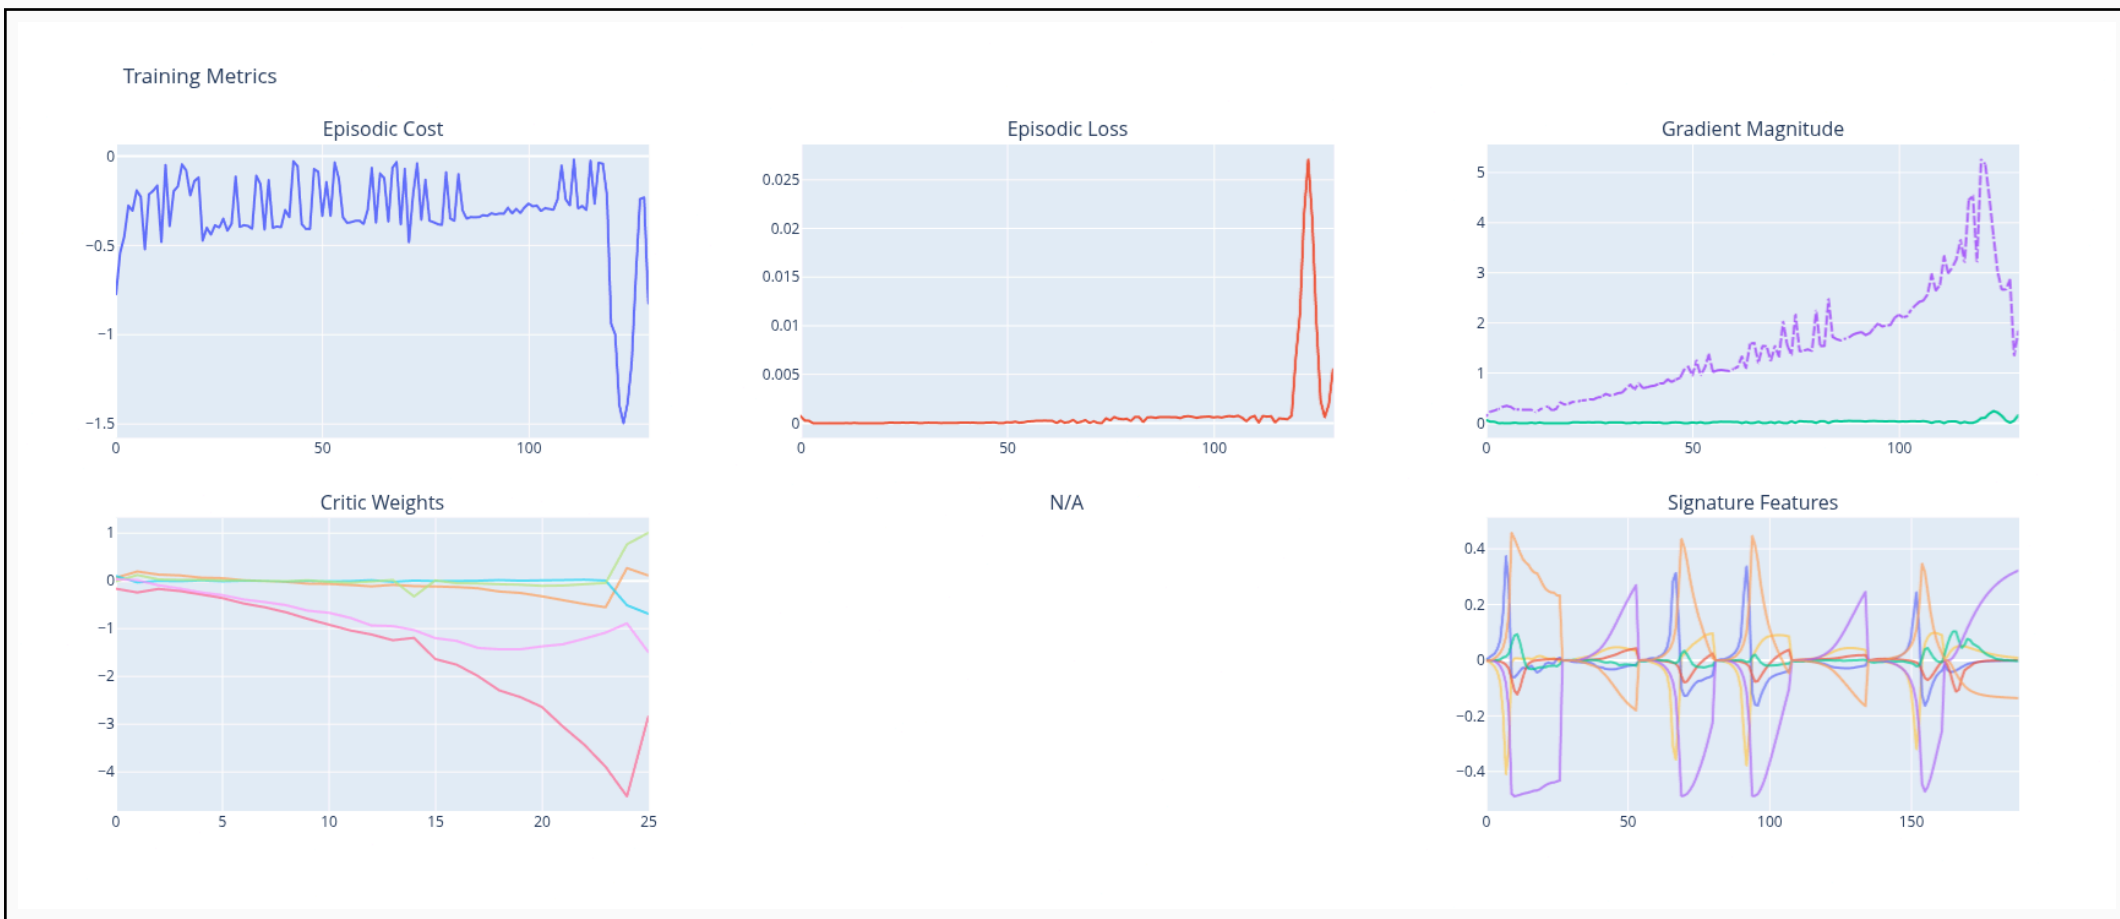 Training Metrics
Episodic Cost
Episodic Loss
Gradient Magnitude
0
−0.5
−1
−1.5
0 50 100
0.025
0.02
0.015
0.01
0.005
0
0 50 100
5
4
3
2
1
0
0 50 100
Critic Weights
N/A
Signature Features
1
0
−1
−2
−3
−4
0 5 10 15 20 25
0.4
0.2
0
−0.2
−0.4
0 50 100 150